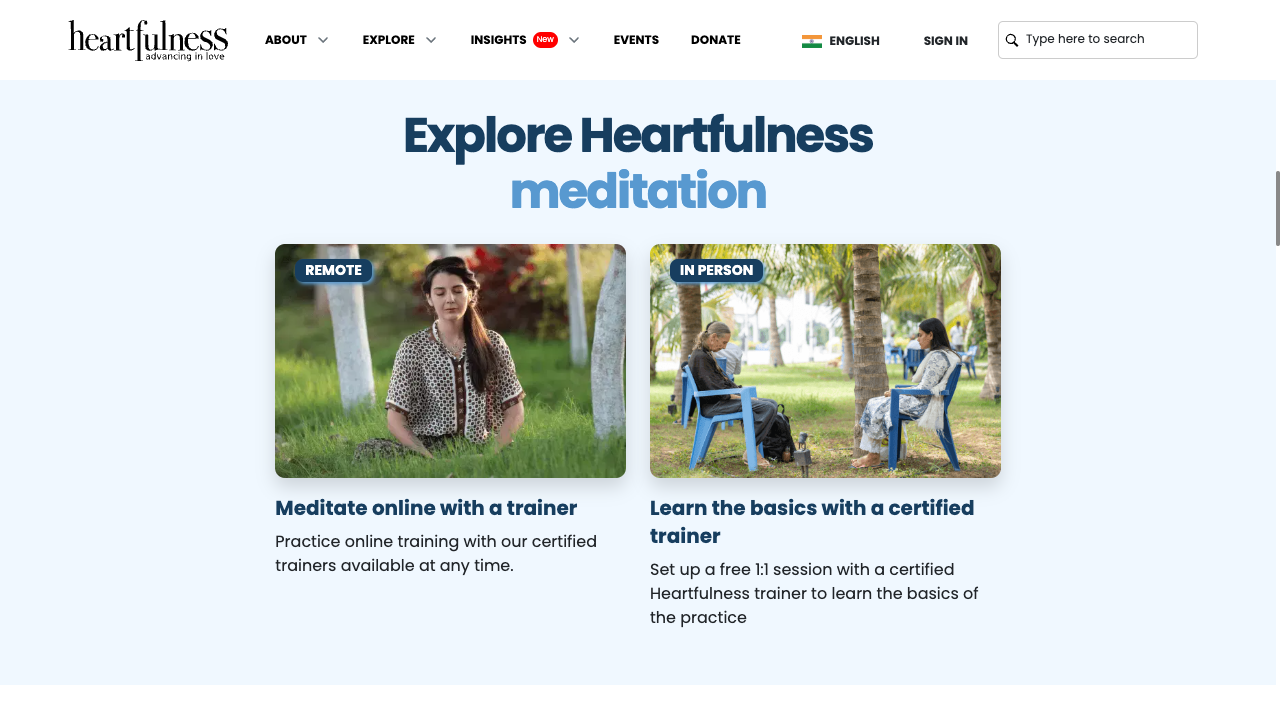 heartfulness
advancing in love
ABOUT
EXPLORE
INSIGHTS New
EVENTS
DONATE
ENGLISH
SIGN IN
Type here to search
Explore Heartfulness
meditation
REMOTE
IN PERSON
Meditate online with a trainer
Practice online training with our certified
trainers available at any time.
Learn the basics with a certified
trainer
Set up a free 1:1 session with a certified
Heartfulness trainer to learn the basics of
the practice